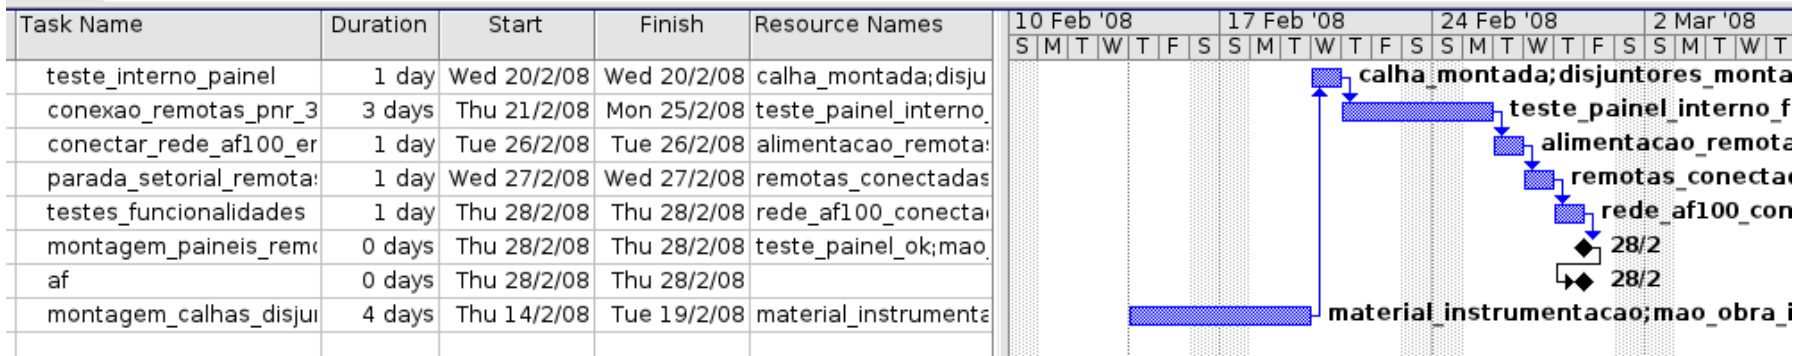 Task Name Duration Start Finish Resource Names 10 Feb '08 17 Feb '08 24 Feb '08 2 Mar '08
S M T W T F S S M T W T F S S M T W T F S S M T W T
teste_interno_painel 1 day Wed 20/2/08 Wed 20/2/08 calha_montada;disju calha_montada;disjuntores_monta
conexao_remotas_pnr_3 3 days Thu 21/2/08 Mon 25/2/08 teste_painel_interno_ teste_painel_interno_f
conectar_rede_af100_er 1 day Tue 26/2/08 Tue 26/2/08 alimentacao_remota: alimentacao_remota
parada_setorial_remota: 1 day Wed 27/2/08 Wed 27/2/08 remotas_conectadas remotas_conecta
testes_funcionalidades 1 day Thu 28/2/08 Thu 28/2/08 rede_af100_conecta rede_af100_con
montagem_paineis_remo 0 days Thu 28/2/08 Thu 28/2/08 teste_painel_ok;mao_ 28/2
af 0 days Thu 28/2/08 Thu 28/2/08 28/2
montagem_calhas_disju 4 days Thu 14/2/08 Tue 19/2/08 material_instrumenta material_instrumentacao;mao_obra_i